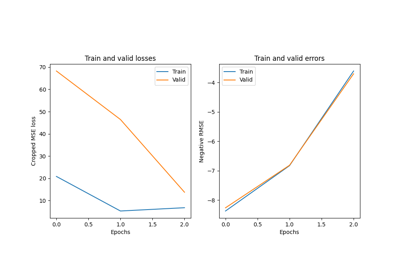 Train and valid losses
Train
Valid
Cropped MSE loss
70
60
50
40
30
20
10
0.0 0.5 1.0 1.5 2.0
Epochs
Train and valid errors
Train
Valid
Negative RMSE
−4
−5
−6
−7
−8
0.0 0.5 1.0 1.5 2.0
Epochs